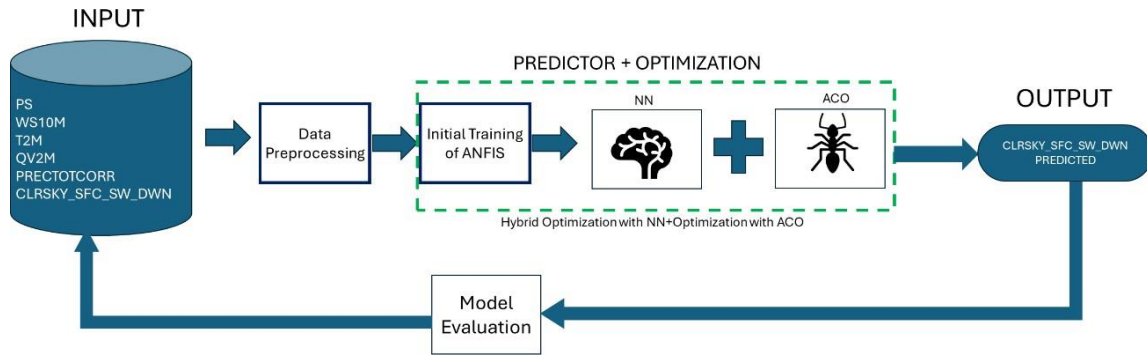 INPUT
PS
WS10M
T2M
QV2M
PRECTOTCORR
CLRSKY_SFC_SW_DWN
Data
Preprocessing
PREDICTOR + OPTIMIZATION
Initial Training
of ANFIS
NN
ACO
Hybrid Optimization with NN+Optimization with ACO
OUTPUT
CLRSKY_SFC_SW_DWN
PREDICTED
Model
Evaluation